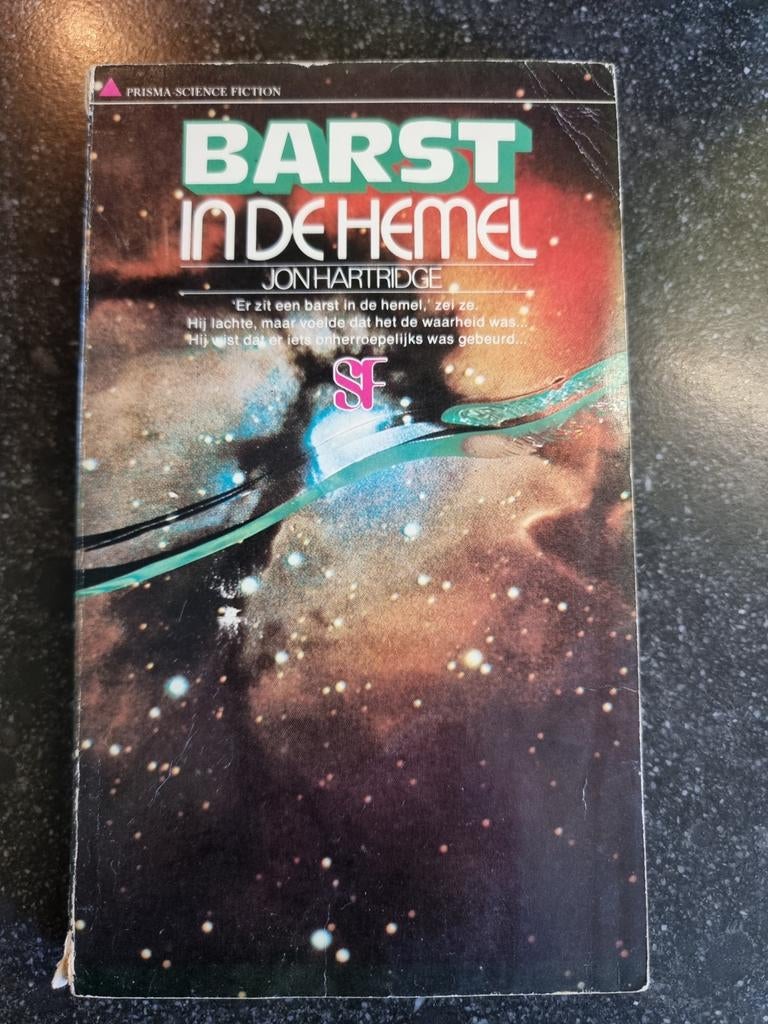 PRISMA-SCIENCE FICTION
BARST
IN DE HEMEL
JON HARTRIDGE
'Er zit een barst in de hemel,' zei ze.
Hij lachte, maar voelde dat het de waarheid was...
Hij wist dat er iets onherroepelijks was gebeurd...
SF